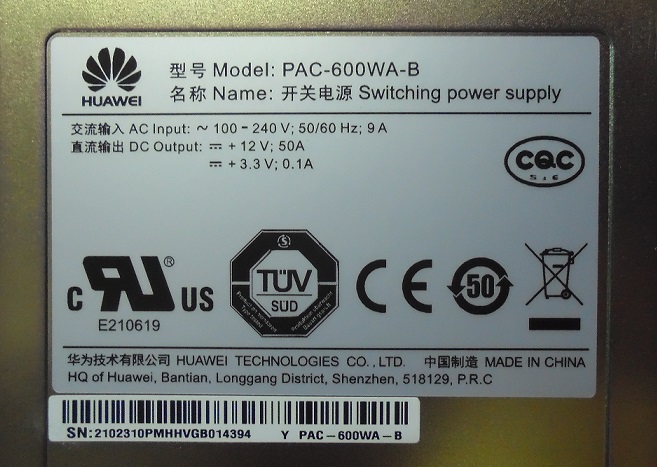 HUAWEI
型号 Model: PAC-600WA-B
名称 Name: 开关电源 Switching power supply
交流输入 AC Input: ~ 100-240 V; 50/60 Hz; 9 A
直流输出 DC Output: ⎓ +12 V; 50A
⎓ +3.3 V; 0.1A
CQC
S&E
c RU US
®
E210619
TÜV
SUD
CE
50
华为技术有限公司 HUAWEI TECHNOLOGIES CO., LTD. 中国制造 MADE IN CHINA
HQ of Huawei, Bantian, Longgang District, Shenzhen, 518129, P.R.C
SN:2102310PMHHVGB014394 Y PAC-600WA-B